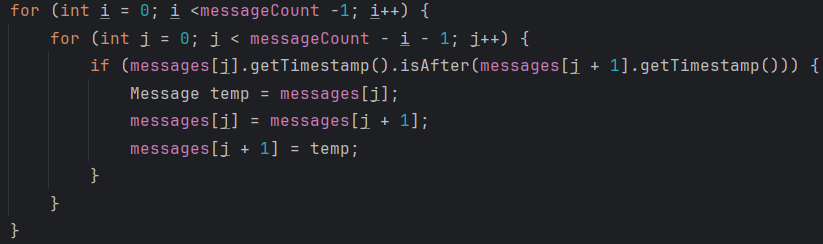 for (int i = 0; i <messageCount -1; i++) {
    for (int j = 0; j < messageCount - i - 1; j++) {
        if (messages[j].getTimestamp().isAfter(messages[j + 1].getTimestamp())) {
            Message temp = messages[j];
            messages[j] = messages[j + 1];
            messages[j + 1] = temp;
        }
    }
}